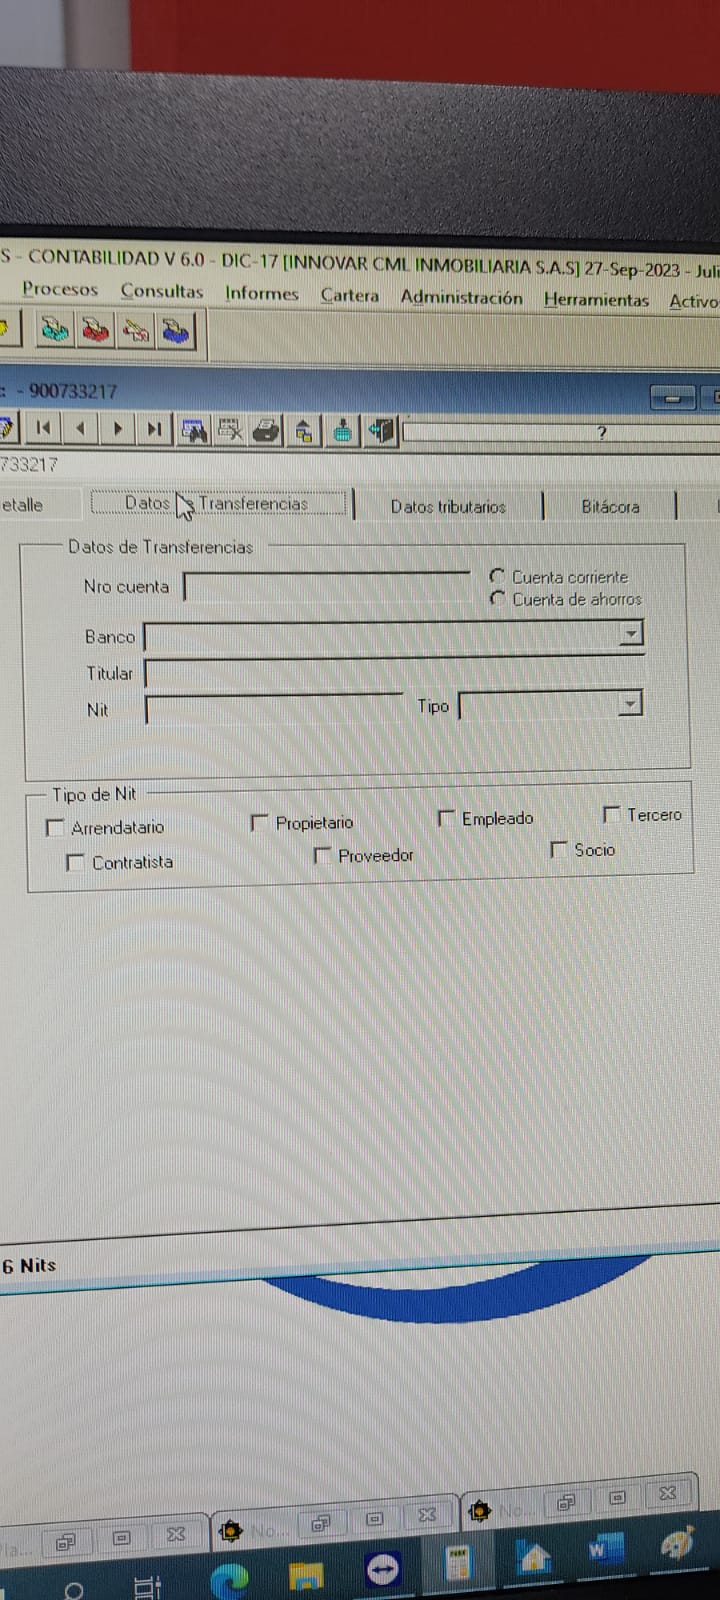 S - CONTABILIDAD V 6.0 - DIC-17 [INNOVAR CML INMOBILIARIA S.A.S] 27-Sep-2023 - Juli
Procesos Consultas Informes Cartera Administración Herramientas Activo
: - 900733217
?
733217
etalle Datos Transferencias Datos tributarios Bitácora
Datos de Transferencias
Nro cuenta Cuenta corriente
Cuenta de ahorros
Banco
Titular
Nit Tipo
Tipo de Nit
Arrendatario Propietario Empleado Tercero
Contratista Proveedor Socio
6 Nits
No... No...